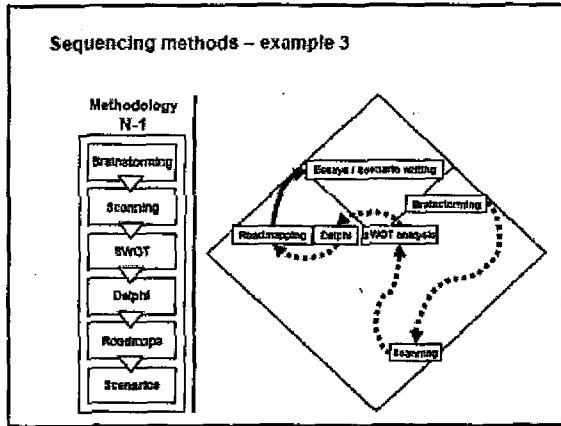 Sequencing methods – example 3
Methodology
N-1
Brainstorming
Scanning
SWOT
Delphi
Roadmaps
Scenarios
Essays / scenario writing
Brainstorming
Roadmapping
Delphi
SWOT analysis
Scanning